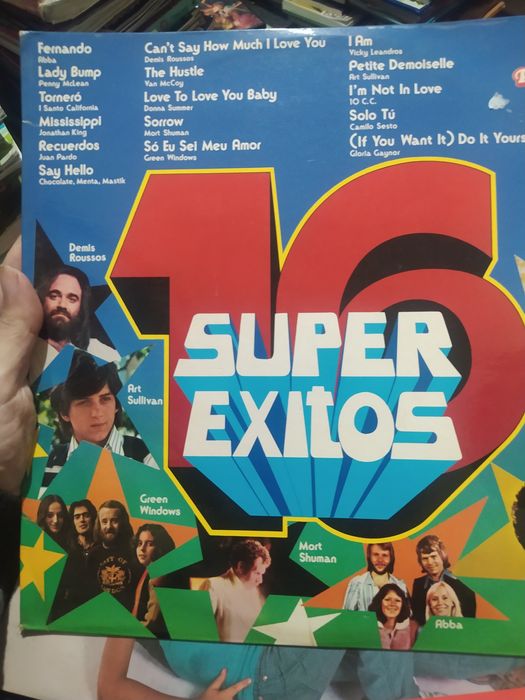 Fernando
Abba
Lady Bump
Penny McLean
Torneró
I Santo California
Mississippi
Jonathan King
Recuerdos
Juan Pardo
Say Hello
Chocolate, Menta, Mastik
Can't Say How Much I Love You
Demis Roussos
The Hustle
Van McCoy
Love To Love You Baby
Donna Summer
Sorrow
Mort Shuman
Só Eu Sei Meu Amor
Green Windows
I Am
Vicky Leandros
Petite Demoiselle
Art Sullivan
I'm Not In Love
10 C.C.
Solo Tú
Camilo Sesto
(If You Want It) Do It Yours
Gloria Gaynor
16
SUPER
EXITOS
Demis
Roussos
Art
Sullivan
Green
Windows
Mort
Shuman
Abba